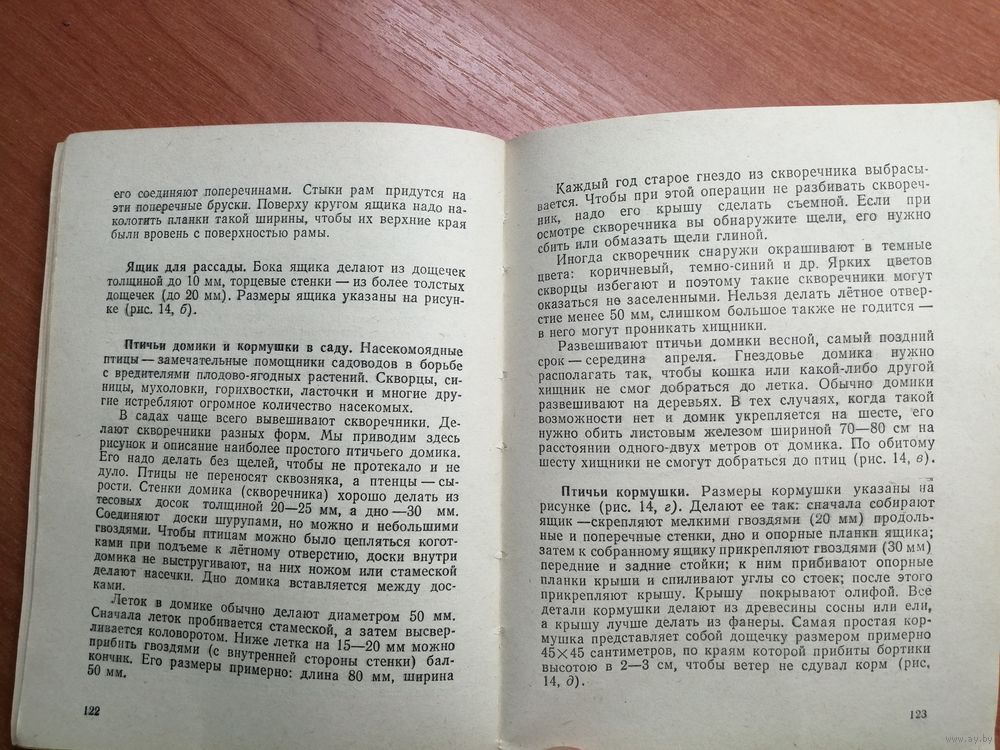 его соединяют поперечинами. Стыки рам придутся на
эти поперечные бруски. Поверху кругом ящика надо на-
колотить планки такой ширины, чтобы их верхние края
были вровень с поверхностью рамы.
Ящик для рассады. Бока ящика делают из дощечек
толщиной до 10 мм, торцевые стенки — из более толстых
дощечек (до 20 мм). Размеры ящика указаны на рисун-
ке (рис. 14, б).
Птичьи домики и кормушки в саду. Насекомоядные
птицы — замечательные помощники садоводов в борьбе
с вредителями плодово-ягодных растений. Скворцы, си-
ницы, мухоловки, горихвостки, ласточки и многие дру-
гие истребляют огромное количество насекомых.
В садах чаще всего вывешивают скворечники. Де-
лают скворечники разных форм. Мы приводим здесь
рисунок и описание наиболее простого птичьего домика.
Его надо делать без щелей, чтобы не протекало и не
дуло. Птицы не переносят сквозняка, а птенцы — сы-
рости. Стенки домика (скворечника) хорошо делать из
тесовых досок толщиной 20—25 мм, а дно — 30 мм.
Соединяют доски шурупами, но можно и небольшими
гвоздями. Чтобы птицам можно было цепляться когот-
ками при подъеме к лётному отверстию, доски внутри
домика не выстругивают, на них ножом или стамеской
делают насечки. Дно домика вставляется между дос-
ками.
Леток в домике обычно делают диаметром 50 мм.
Сначала леток пробивается стамеской, а затем высвер-
ливается коловоротом. Ниже летка на 15—20 мм можно
прибить гвоздями (с внутренней стороны стенки) бал-
кончик. Его размеры примерно: длина 80 мм, ширина
50 мм.
122
Каждый год старое гнездо из скворечника выбрасы-
вается. Чтобы при этой операции не разбивать сквореч-
ник, надо его крышу сделать съемной. Если при
осмотре скворечника вы обнаружите щели, его нужно
сбить или обмазать щели глиной.
Иногда скворечник снаружи окрашивают в темные
цвета: коричневый, темно-синий и др. Ярких цветов
скворцы избегают и поэтому такие скворечники могут
оказаться не заселенными. Нельзя делать лётное отвер-
стие менее 50 мм, слишком большое также не годится —
в него могут проникать хищники.
Развешивают птичьи домики весной, самый поздний
срок — середина апреля. Гнездовье домика нужно
располагать так, чтобы кошка или какой-либо другой
хищник не смог добраться до летка. Обычно домики
развешивают на деревьях. В тех случаях, когда такой
возможности нет и домик укрепляется на шесте, его
нужно обить листовым железом шириной 70—80 см на
расстоянии одного-двух метров от домика. По обитому
шесту хищники не смогут добраться до птиц (рис. 14, в).
Птичьи кормушки. Размеры кормушки указаны на
рисунке (рис. 14, г). Делают ее так: сначала собирают
ящик — скрепляют мелкими гвоздями (20 мм) продоль-
ные и поперечные стенки, дно и опорные планки ящика;
затем к собранному ящику прикрепляют гвоздями (30 мм)
передние и задние стойки; к ним прибивают опорные
планки крыши и спиливают углы со стоек; после этого
прикрепляют крышу. Крышу покрывают олифой. Все
детали кормушки делают из древесины сосны или ели,
а крышу лучше делать из фанеры. Самая простая кор-
мушка представляет собой дощечку размером примерно
45×45 сантиметров, по краям которой прибиты бортики
высотою в 2—3 см, чтобы ветер не сдувал корм (рис.
14, д).
123
www.ay.by